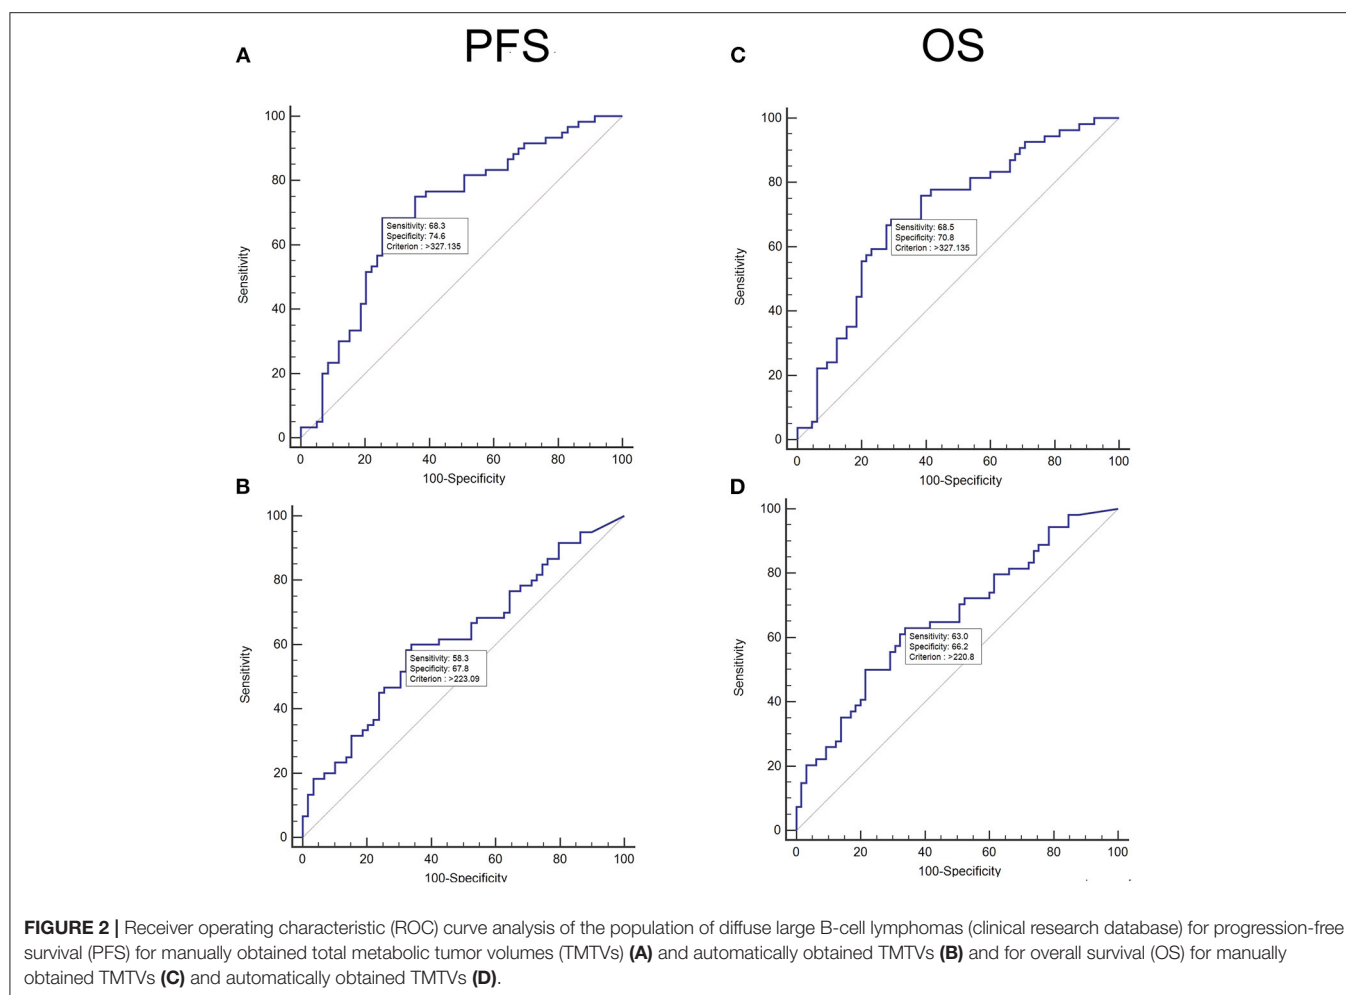 A
PFS
C
OS
100
80
60
40
20
0
Sensitivity
Sensitivity: 68.3
Specificity: 74.6
Criterion : >327.135
0 20 40 60 80 100
100-Specificity
100
80
60
40
20
0
Sensitivity
Sensitivity: 68.5
Specificity: 70.8
Criterion : >327.135
0 20 40 60 80 100
100-Specificity
B
100
80
60
40
20
0
Sensitivity
Sensitivity: 58.3
Specificity: 67.8
Criterion : >223.09
0 20 40 60 80 100
100-Specificity
D
100
80
60
40
20
0
Sensitivity
Sensitivity: 63.0
Specificity: 66.2
Criterion : >220.8
0 20 40 60 80 100
100-Specificity
FIGURE 2 | Receiver operating characteristic (ROC) curve analysis of the population of diffuse large B-cell lymphomas (clinical research database) for progression-free
survival (PFS) for manually obtained total metabolic tumor volumes (TMTVs) (A) and automatically obtained TMTVs (B) and for overall survival (OS) for manually
obtained TMTVs (C) and automatically obtained TMTVs (D).